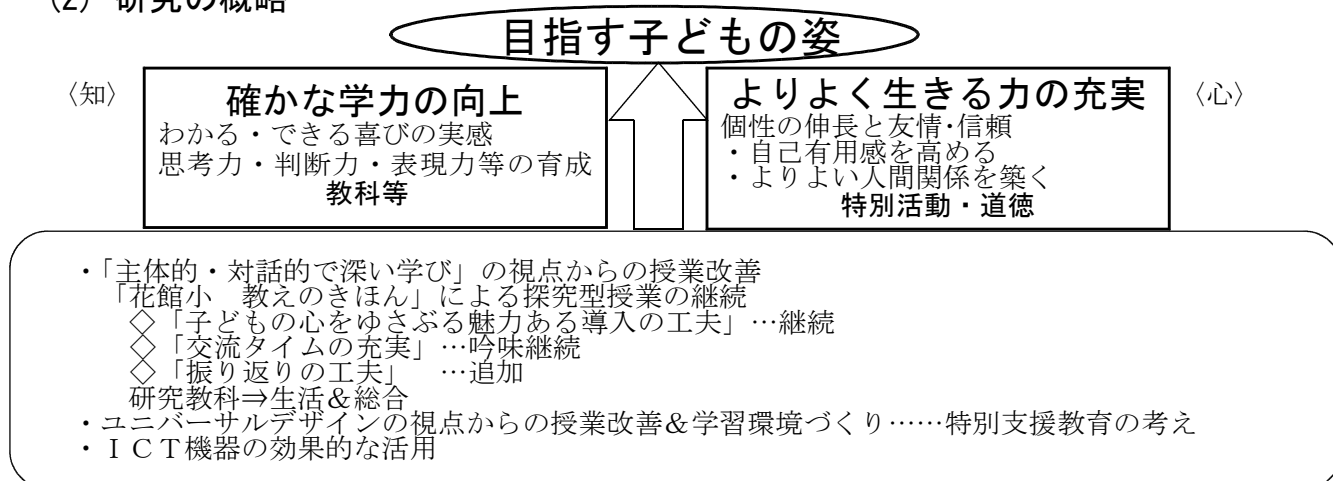 (2) 研究の概略
目指す子どもの姿
〈知〉
確かな学力の向上
わかる・できる喜びの実感
思考力・判断力・表現力等の育成
教科等
よりよく生きる力の充実
個性の伸長と友情・信頼
・自己有用感を高める
・よりよい人間関係を築く
特別活動・道徳
〈心〉
・「主体的・対話的で深い学び」の視点からの授業改善
「花館小　教えのきほん」による探究型授業の継続
◇「子どもの心をゆさぶる魅力ある導入の工夫」…継続
◇「交流タイムの充実」…吟味継続
◇「振り返りの工夫」　…追加
研究教科⇒生活＆総合
・ユニバーサルデザインの視点からの授業改善＆学習環境づくり……特別支援教育の考え
・ＩＣＴ機器の効果的な活用